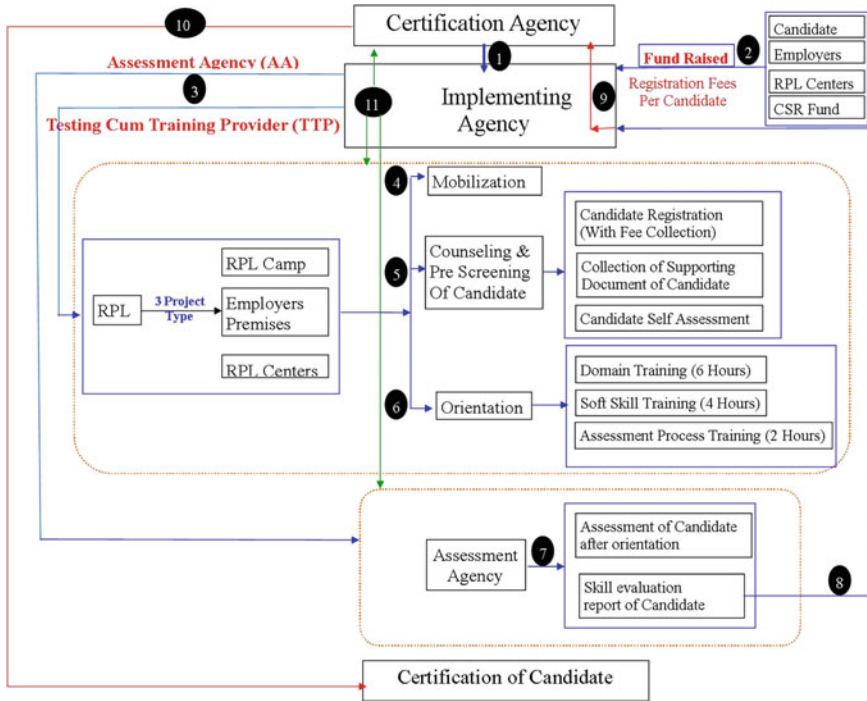 10
Certification Agency
1
2
Candidate
Employers
RPL Centers
CSR Fund
Fund Raised
Registration Fees
Per Candidate
Assessment Agency (AA)
3
11
Implementing
Agency
9
Testing Cum Training Provider (TTP)
4
Mobilization
5
Counseling &
Pre Screening
Of Candidate
Candidate Registration
(With Fee Collection)
Collection of Supporting
Document of Candidate
Candidate Self Assessment
RPL Camp
RPL
3 Project
Type
Employers
Premises
RPL Centers
6
Orientation
Domain Training (6 Hours)
Soft Skill Training (4 Hours)
Assessment Process Training (2 Hours)
Assessment
Agency
7
Assessment of Candidate
after orientation
Skill evaluation
report of Candidate
8
Certification of Candidate